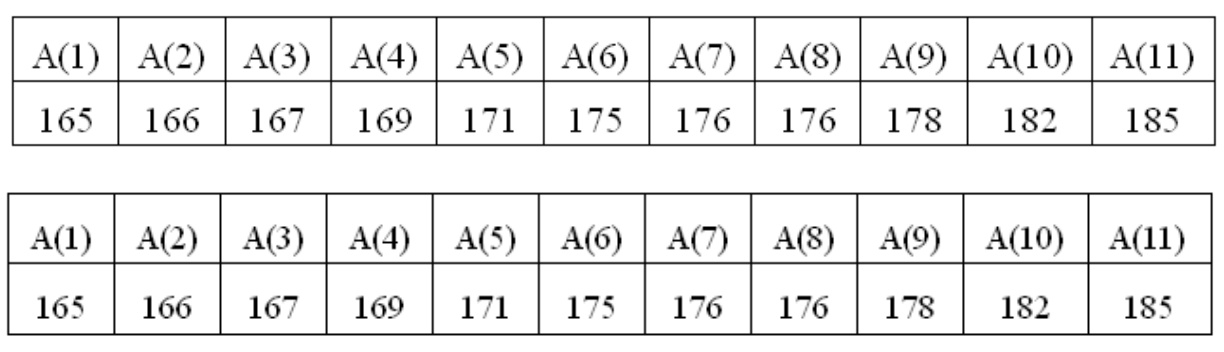 A(1) A(2) A(3) A(4) A(5) A(6) A(7) A(8) A(9) A(10) A(11)
165 166 167 169 171 175 176 176 178 182 185
A(1) A(2) A(3) A(4) A(5) A(6) A(7) A(8) A(9) A(10) A(11)
165 166 167 169 171 175 176 176 178 182 185